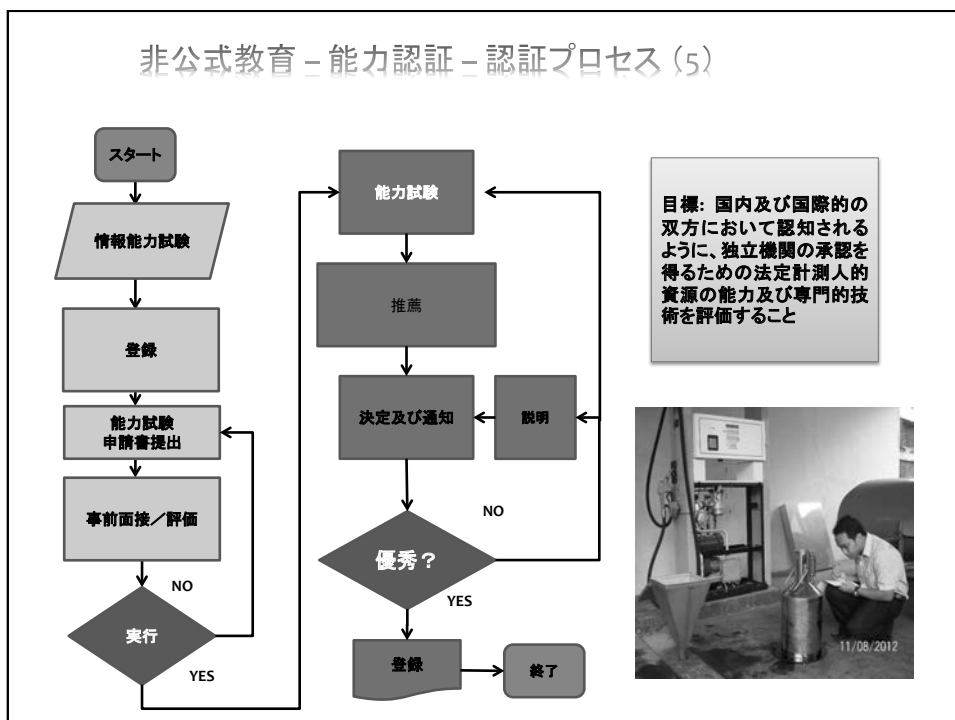 非公式教育 – 能力認証 – 認証プロセス (5)
スタート
情報能力試験
登録
能力試験
申請書提出
事前面接／評価
NO
実行
YES
能力試験
推薦
決定及び通知
説明
NO
優秀？
YES
登録
終了
目標: 国内及び国際的の
双方において認知される
ように、独立機関の承認を
得るための法定計測人的
資源の能力及び専門的技
術を評価すること
11/08/2012